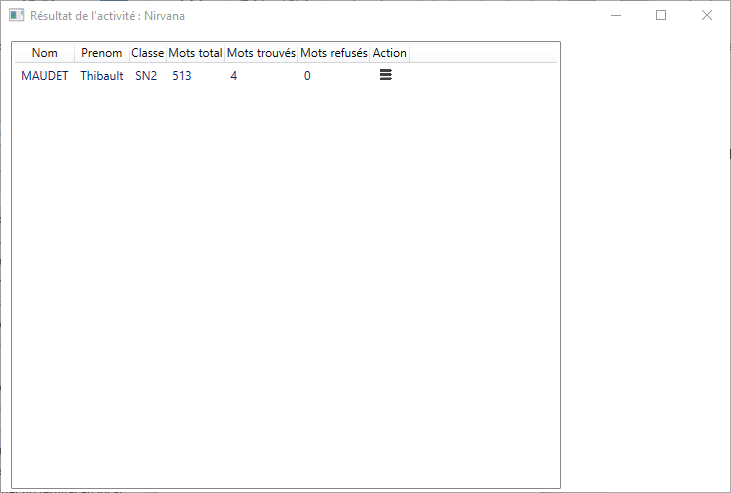 Résultat de l'activité : Nirvana
Nom Prenom Classe Mots total Mots trouvés Mots refusés Action
MAUDET Thibault SN2 513 4 0